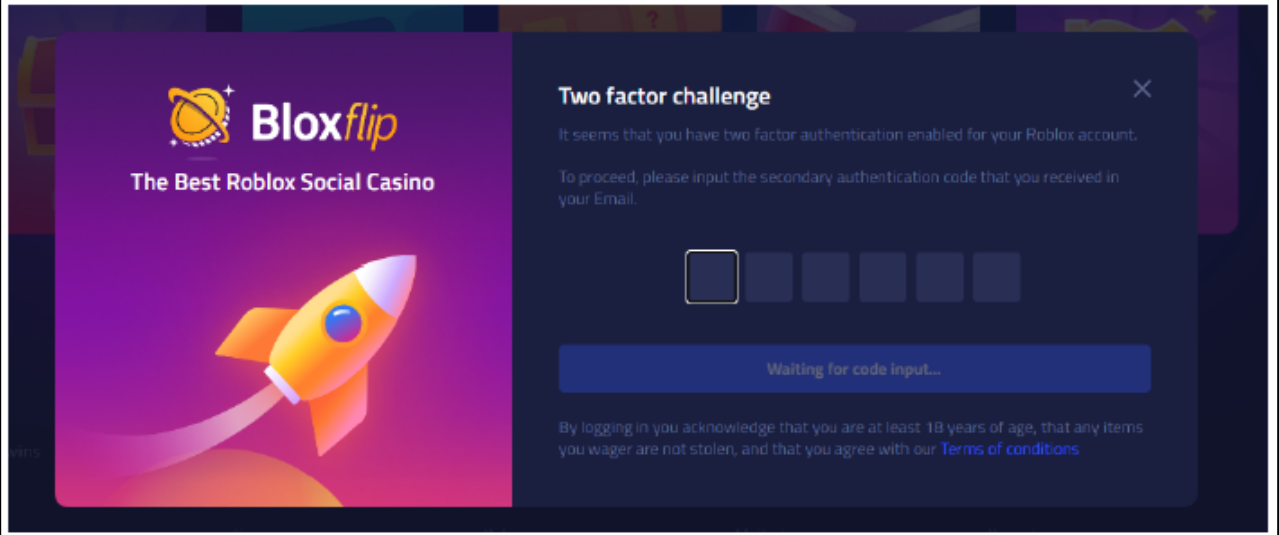 Bloxflip
The Best Roblox Social Casino
Two factor challenge
It seems that you have two factor authentication enabled for your Roblox account.
To proceed, please input the secondary authentication code that you received in
your Email.
Waiting for code input...
By logging in you acknowledge that you are at least 18 years of age, that any items
you wager are not stolen, and that you agree with our Terms of conditions
wins
?